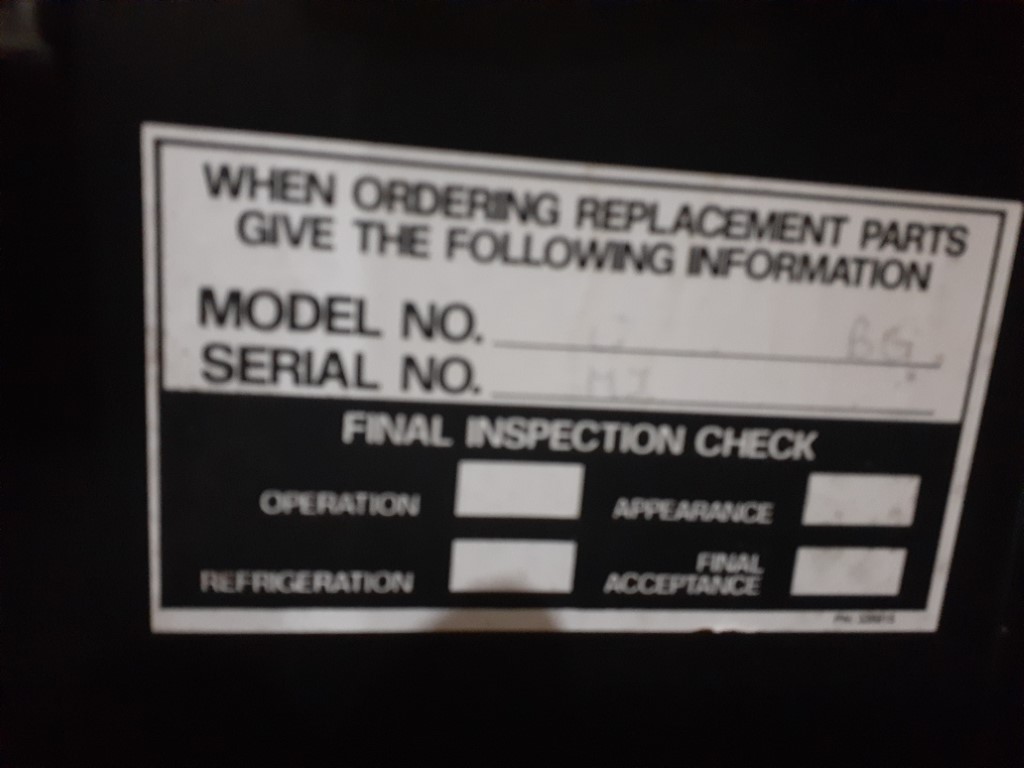 WHEN ORDERING REPLACEMENT PARTS
GIVE THE FOLLOWING INFORMATION
MODEL NO.
SERIAL NO.
FINAL INSPECTION CHECK
OPERATION
APPEARANCE
REFRIGERATION
FINAL
ACCEPTANCE